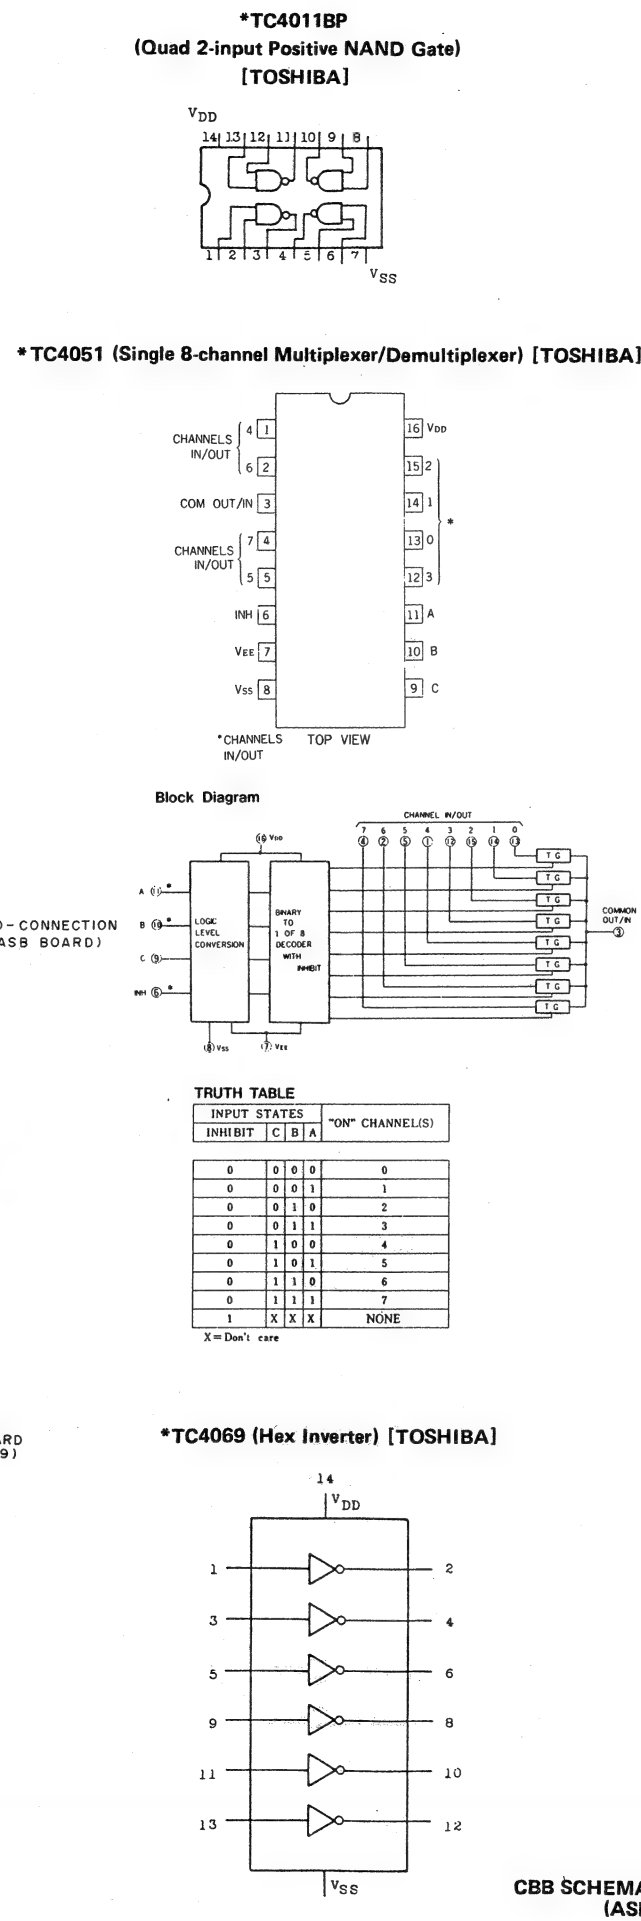 *TC4011BP
(Quad 2-input Positive NAND Gate)
[TOSHIBA]
VDD
14 13 12 11 10 9 8
1 2 3 4 5 6 7
VSS
*TC4051 (Single 8-channel Multiplexer/Demultiplexer) [TOSHIBA]
CHANNELS IN/OUT 4 1
6 2
COM OUT/IN 3
CHANNELS IN/OUT 7 4
5 5
INH 6
VEE 7
VSS 8
16 VDD
15 2
14 1
13 0
12 3
*
11 A
10 B
9 C
*CHANNELS IN/OUT
TOP VIEW
Block Diagram
CHANNEL IN/OUT
7 6 5 4 3 2 1 0
4 2 5 1 12 15 14 13
16 VDD
A 11 *
B 10 *
C 9
INH 6 *
LOGIC
LEVEL
CONVERSION
BINARY
TO
1 OF 8
DECODER
WITH
INHIBIT
T G
T G
T G
T G
T G
T G
T G
T G
COMMON
OUT/IN
3
8 VSS
7 VEE
-CONNECTION
ASB BOARD)
TRUTH TABLE
INPUT STATES "ON" CHANNEL(S)
INHIBIT C B A
0 0 0 0 0
0 0 0 1 1
0 0 1 0 2
0 0 1 1 3
0 1 0 0 4
0 1 0 1 5
0 1 1 0 6
0 1 1 1 7
1 X X X NONE
X = Don't care
ARD
9)
*TC4069 (Hex Inverter) [TOSHIBA]
14
VDD
1 2
3 4
5 6
9 8
11 10
13 12
VSS
CBB SCHEMA
(ASI